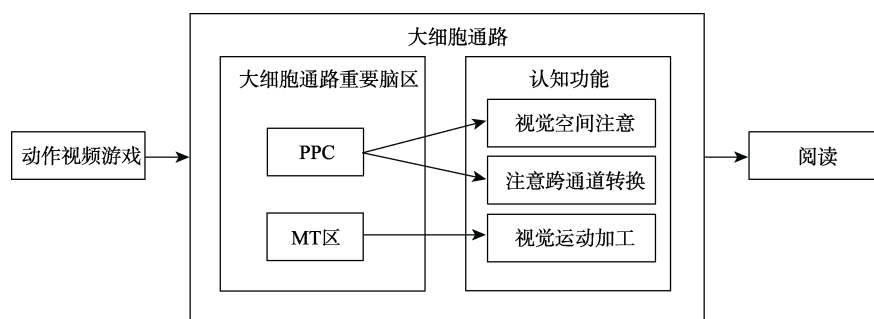 大细胞通路
大细胞通路重要脑区
认知功能
动作视频游戏
PPC
MT区
视觉空间注意
注意跨通道转换
视觉运动加工
阅读